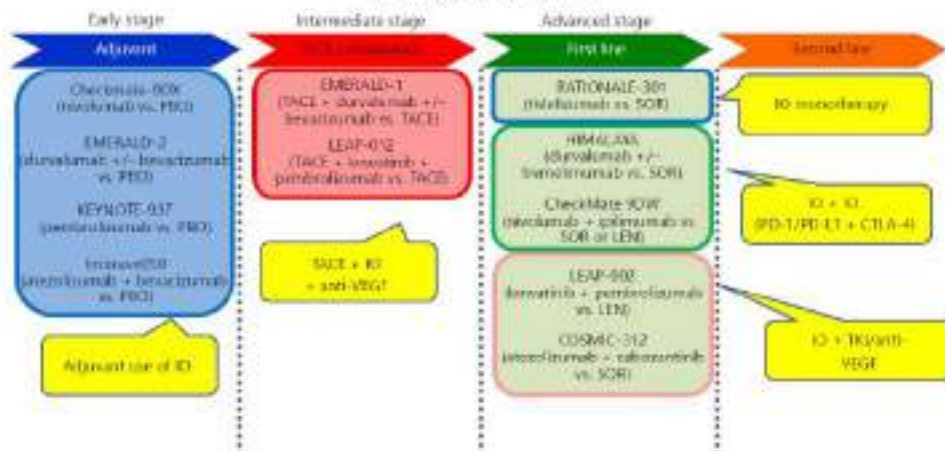 Early stage
Intermediate stage
Advanced stage
Adjuvant
First line
Second line
Checkmate-9DX
(nivolumab vs. PBO)
EMERALD-2
(durvalumab +/- bevacizumab
vs. PBO)
KEYNOTE-937
(pembrolizumab vs. PBO)
(atezolizumab + bevacizumab
vs. PBO)
Adjuvant use of IO
EMERALD-1
(TACE + durvalumab +/-
bevacizumab vs. TACE)
LEAP-012
(TACE + lenvatinib +
pembrolizumab vs. TACE)
TACE + IO
+ anti-VEGF
RATIONALE-301
(tislelizumab vs. SOR)
HIMALAYA
(durvalumab +/-
tremelimumab vs. SOR)
CheckMate 9DW
(nivolumab + ipilimumab vs.
SOR or LEN)
LEAP-002
(lenvatinib + pembrolizumab
vs. LEN)
COSMIC-312
(atezolizumab + cabozantinib
vs. SOR)
IO monotherapy
IO + IO
(PD-1/PD-L1 + CTLA-4)
IO + TKI/anti-
VEGF